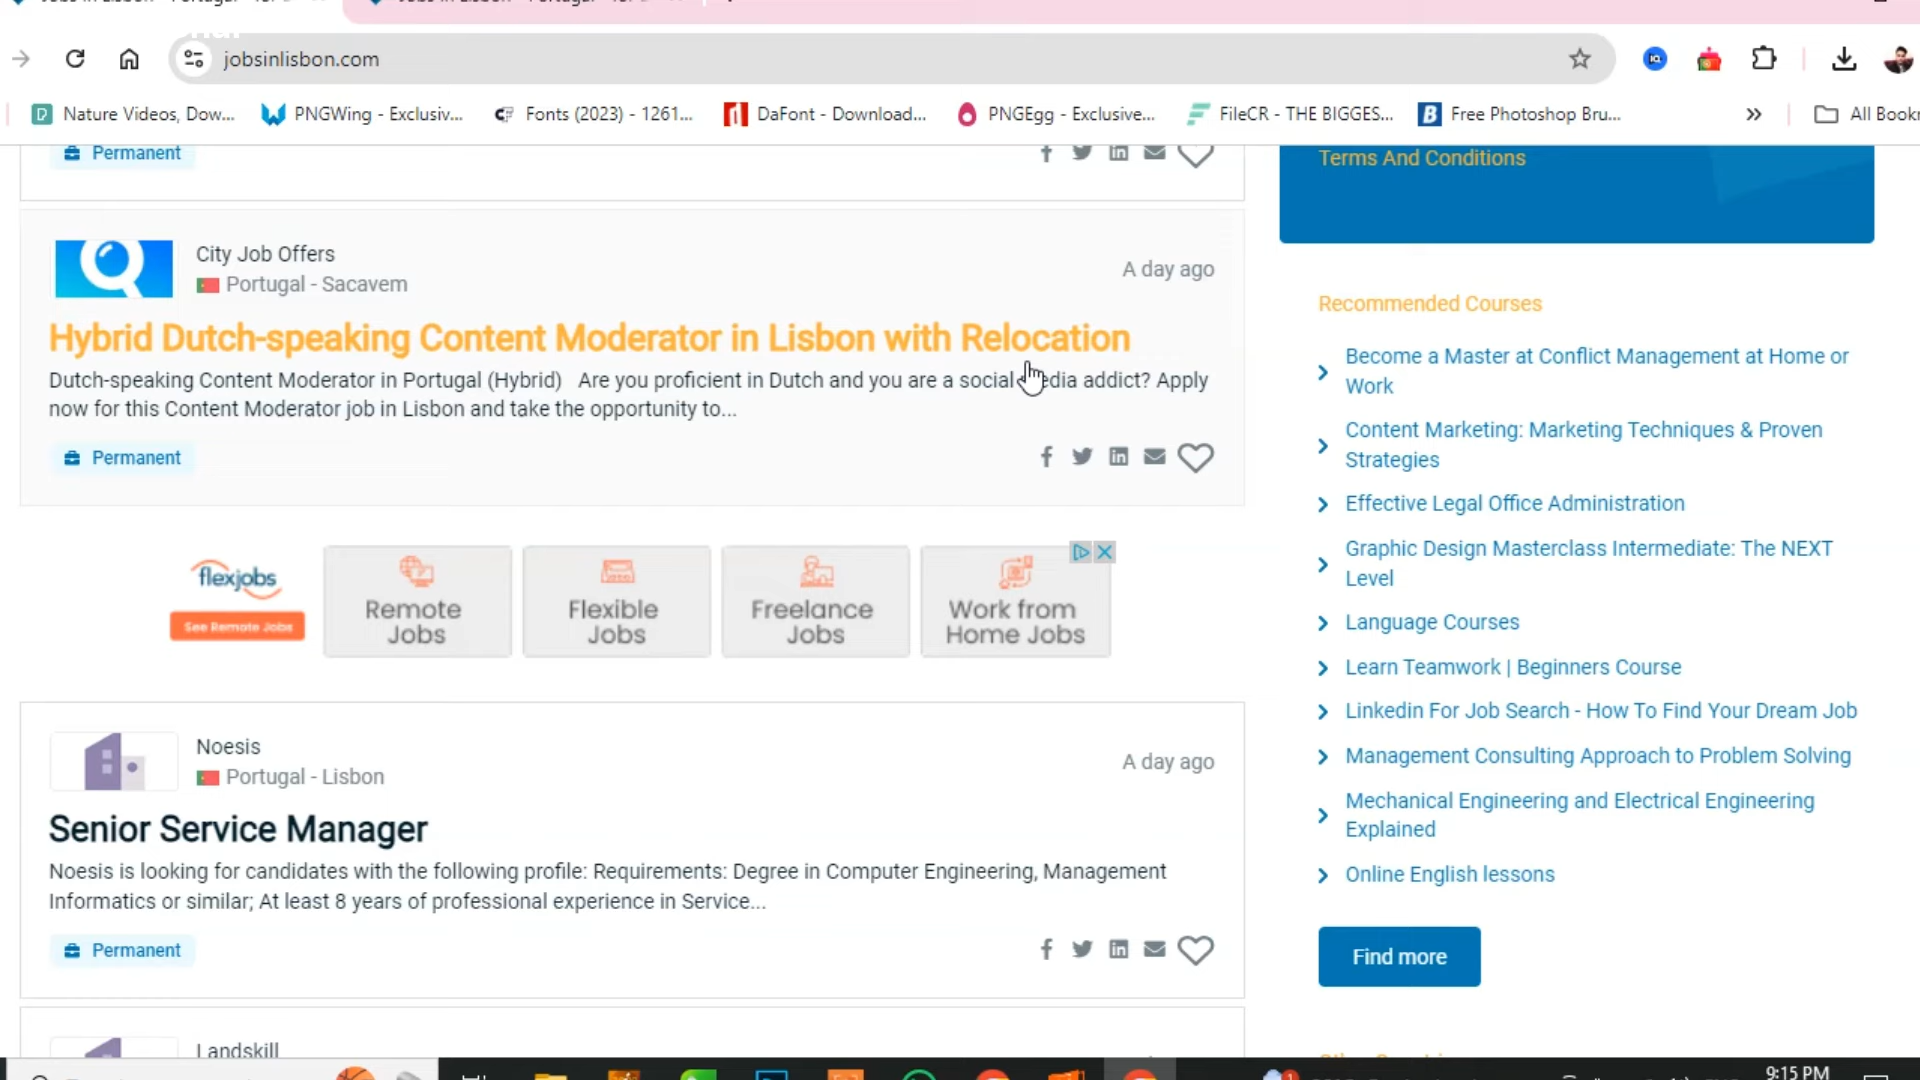 jobsinlisbon.com
Nature Videos, Dow...
PNGWing - Exclusiv...
Fonts (2023) - 1261...
DaFont - Download...
PNGEgg - Exclusive...
FileCR - THE BIGGES...
Free Photoshop Bru...
All Book
Permanent
City Job Offers
Portugal - Sacavem
A day ago
Hybrid Dutch-speaking Content Moderator in Lisbon with Relocation
Dutch-speaking Content Moderator in Portugal (Hybrid) Are you proficient in Dutch and you are a social media addict? Apply
now for this Content Moderator job in Lisbon and take the opportunity to...
Permanent
flexjobs
See Remote Jobs
Remote
Jobs
Flexible
Jobs
Freelance
Jobs
Work from
Home Jobs
Noesis
Portugal - Lisbon
A day ago
Senior Service Manager
Noesis is looking for candidates with the following profile: Requirements: Degree in Computer Engineering, Management
Informatics or similar; At least 8 years of professional experience in Service...
Permanent
Landskill
Terms And Conditions
Recommended Courses
Become a Master at Conflict Management at Home or
Work
Content Marketing: Marketing Techniques & Proven
Strategies
Effective Legal Office Administration
Graphic Design Masterclass Intermediate: The NEXT
Level
Language Courses
Learn Teamwork | Beginners Course
Linkedin For Job Search - How To Find Your Dream Job
Management Consulting Approach to Problem Solving
Mechanical Engineering and Electrical Engineering
Explained
Online English lessons
Find more
9:15 PM